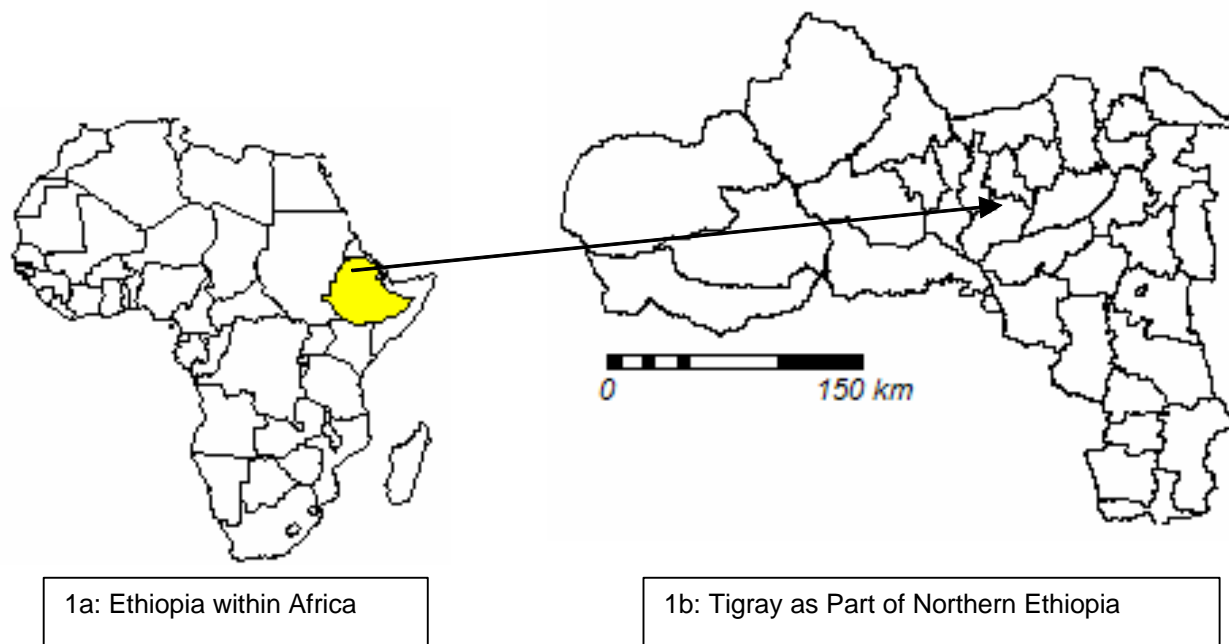 0 150 km
1a: Ethiopia within Africa
1b: Tigray as Part of Northern Ethiopia